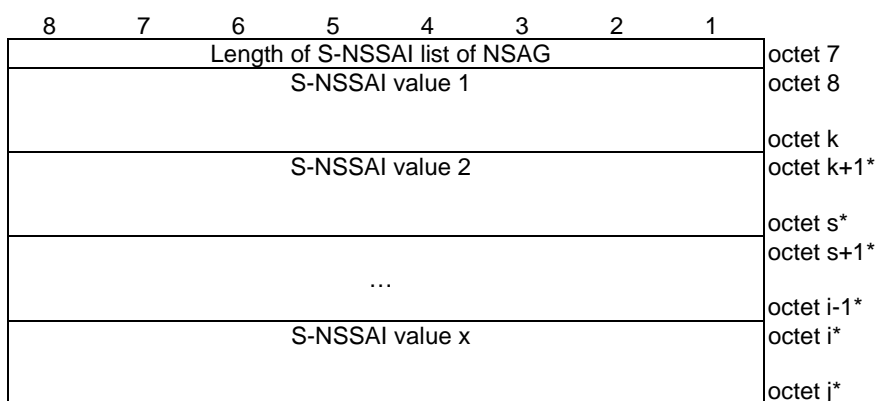 8 7 6 5 4 3 2 1
Length of S-NSSAI list of NSAG octet 7
S-NSSAI value 1 octet 8
octet k
S-NSSAI value 2 octet k+1*
octet s*
octet s+1*
…
octet i-1*
S-NSSAI value x octet i*
octet j*